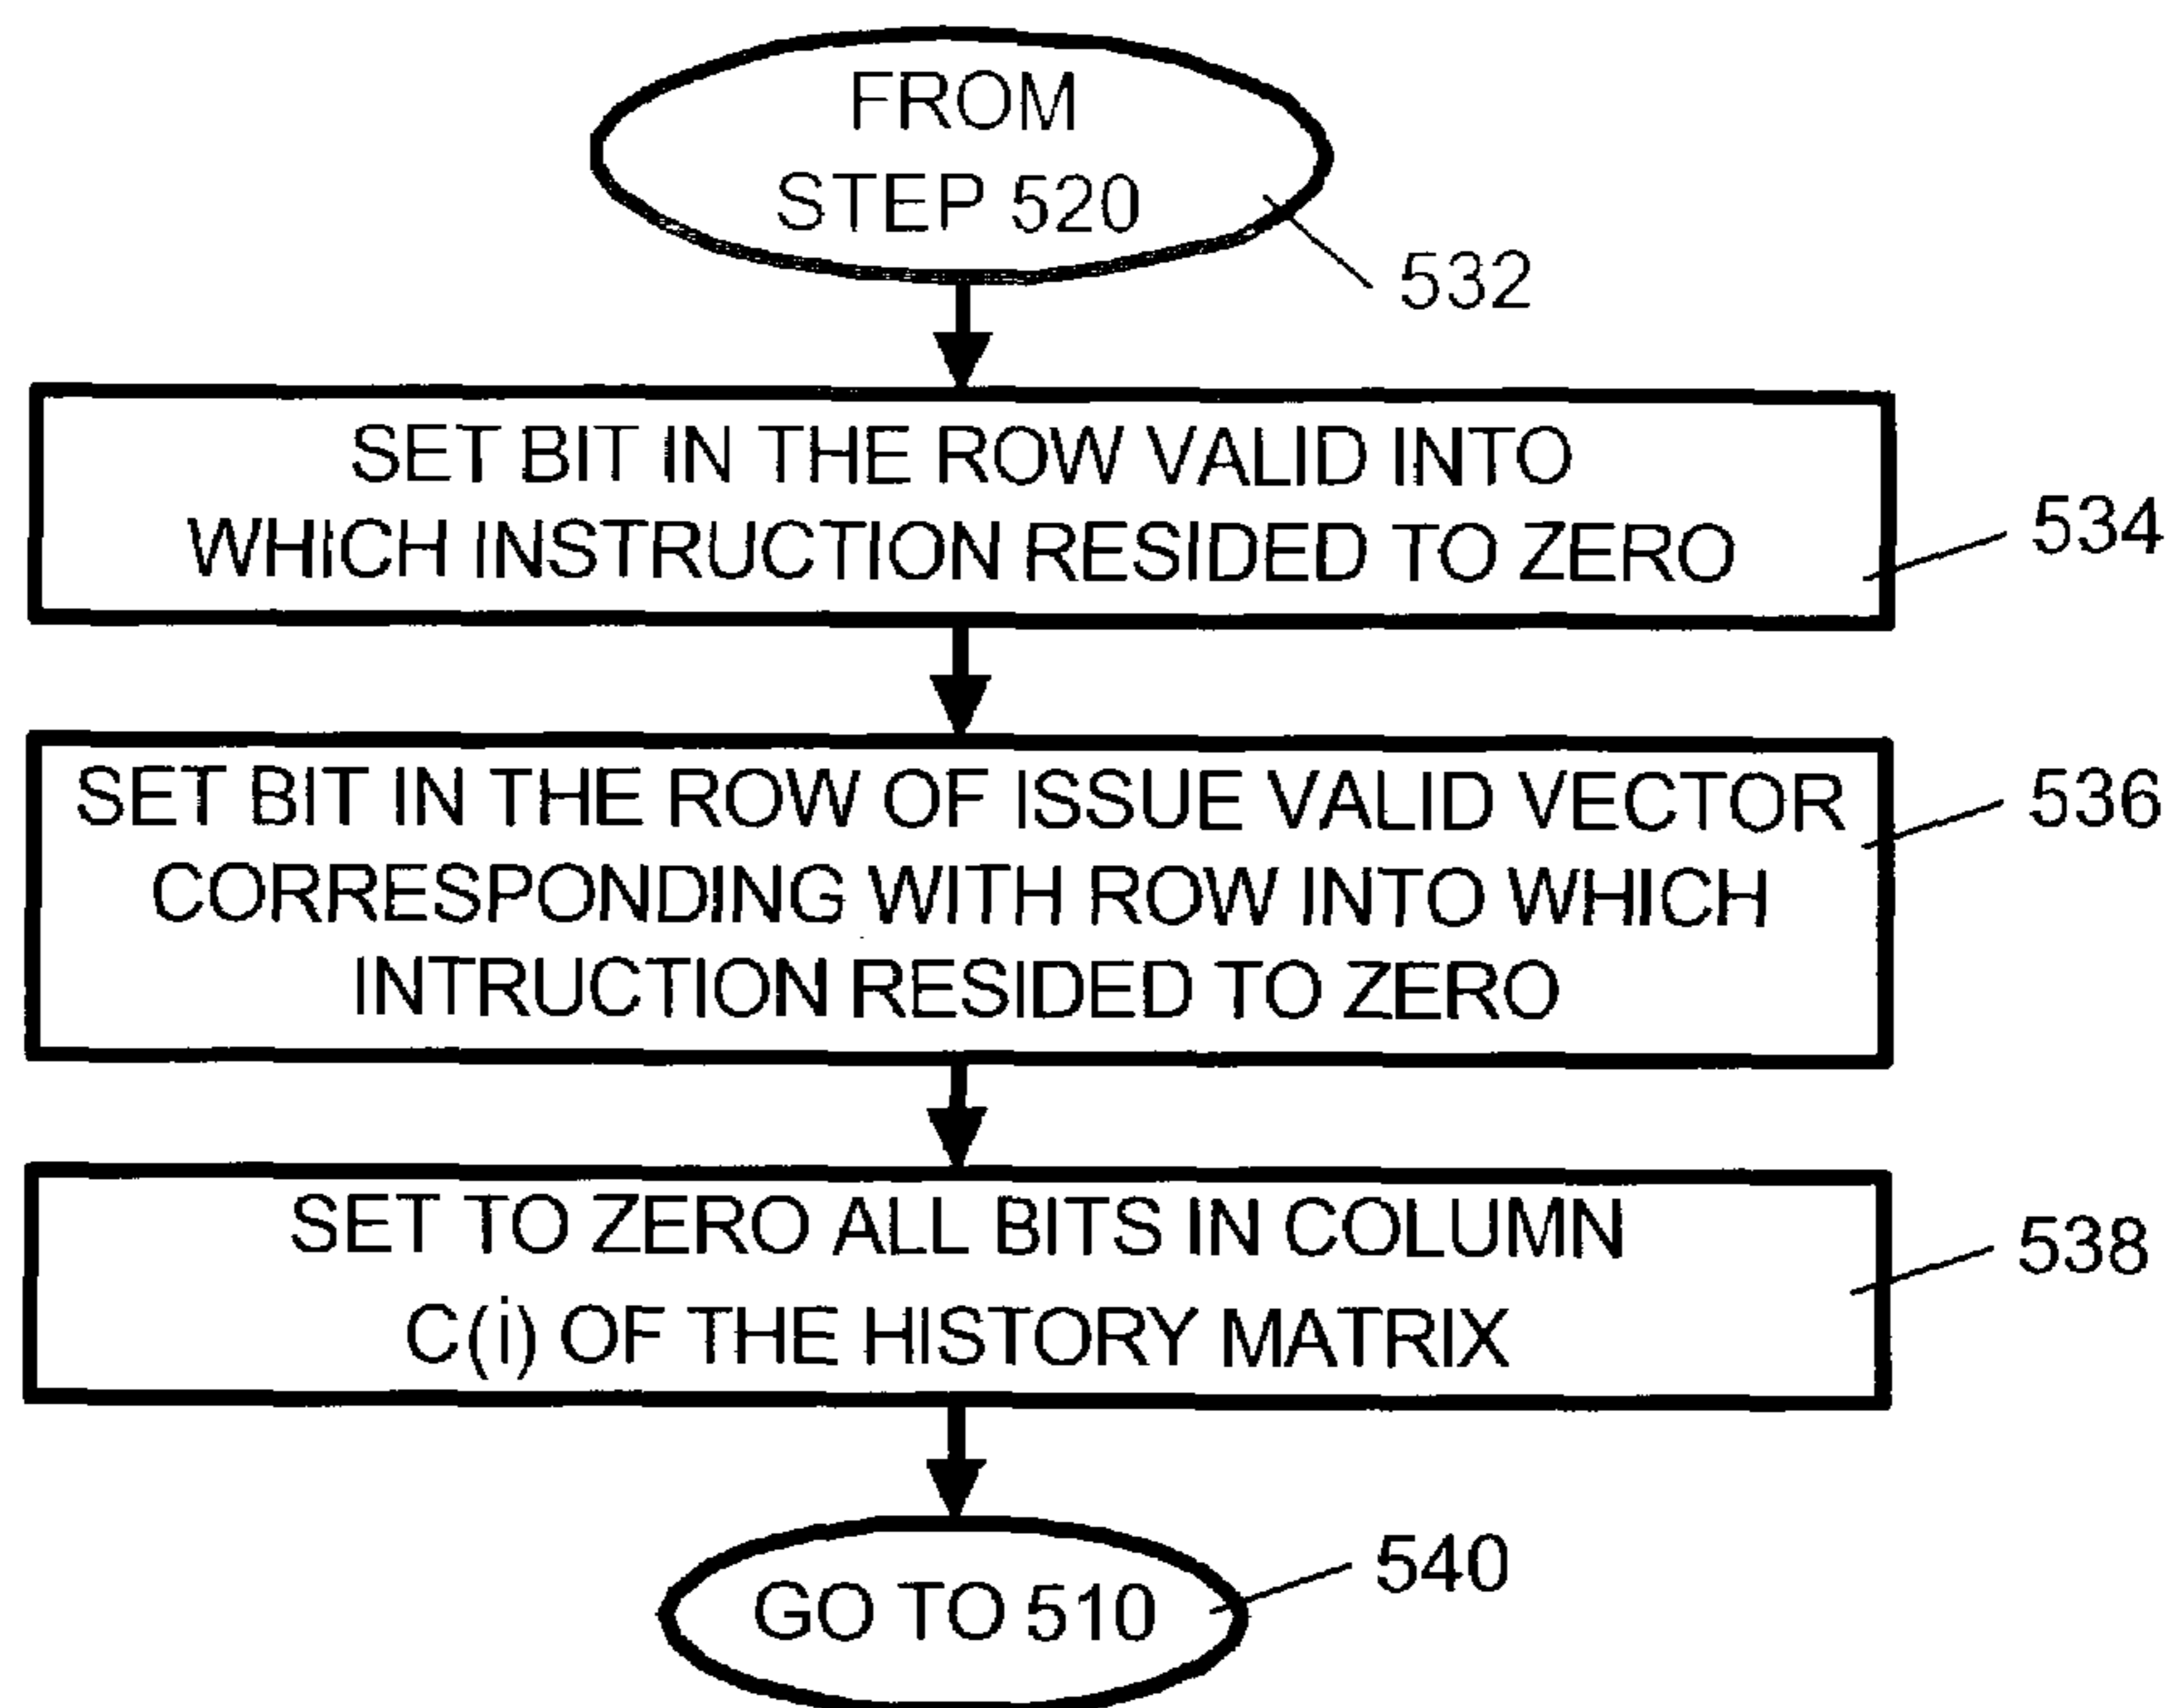 FROM
STEP 520
532
SET BIT IN THE ROW VALID INTO
WHICH INSTRUCTION RESIDED TO ZERO
534
SET BIT IN THE ROW OF ISSUE VALID VECTOR
CORRESPONDING WITH ROW INTO WHICH
INTRUCTION RESIDED TO ZERO
536
SET TO ZERO ALL BITS IN COLUMN
C(i) OF THE HISTORY MATRIX
538
GO TO 510
540